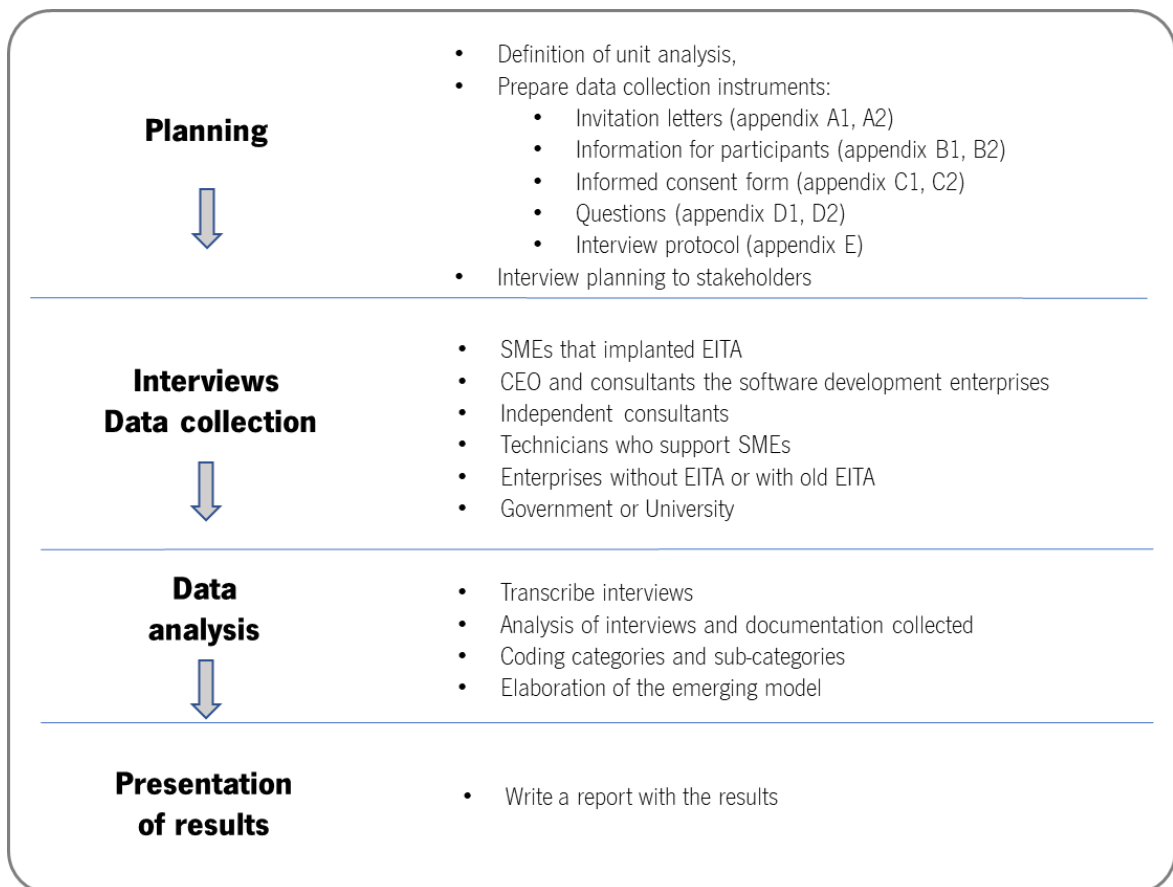 Planning
• Definition of unit analysis,
• Prepare data collection instruments:
• Invitation letters (appendix A1, A2)
• Information for participants (appendix B1, B2)
• Informed consent form (appendix C1, C2)
• Questions (appendix D1, D2)
• Interview protocol (appendix E)
• Interview planning to stakeholders
Interviews
Data collection
• SMEs that implanted EITA
• CEO and consultants the software development enterprises
• Independent consultants
• Technicians who support SMEs
• Enterprises without EITA or with old EITA
• Government or University
Data
analysis
• Transcribe interviews
• Analysis of interviews and documentation collected
• Coding categories and sub-categories
• Elaboration of the emerging model
Presentation
of results
• Write a report with the results